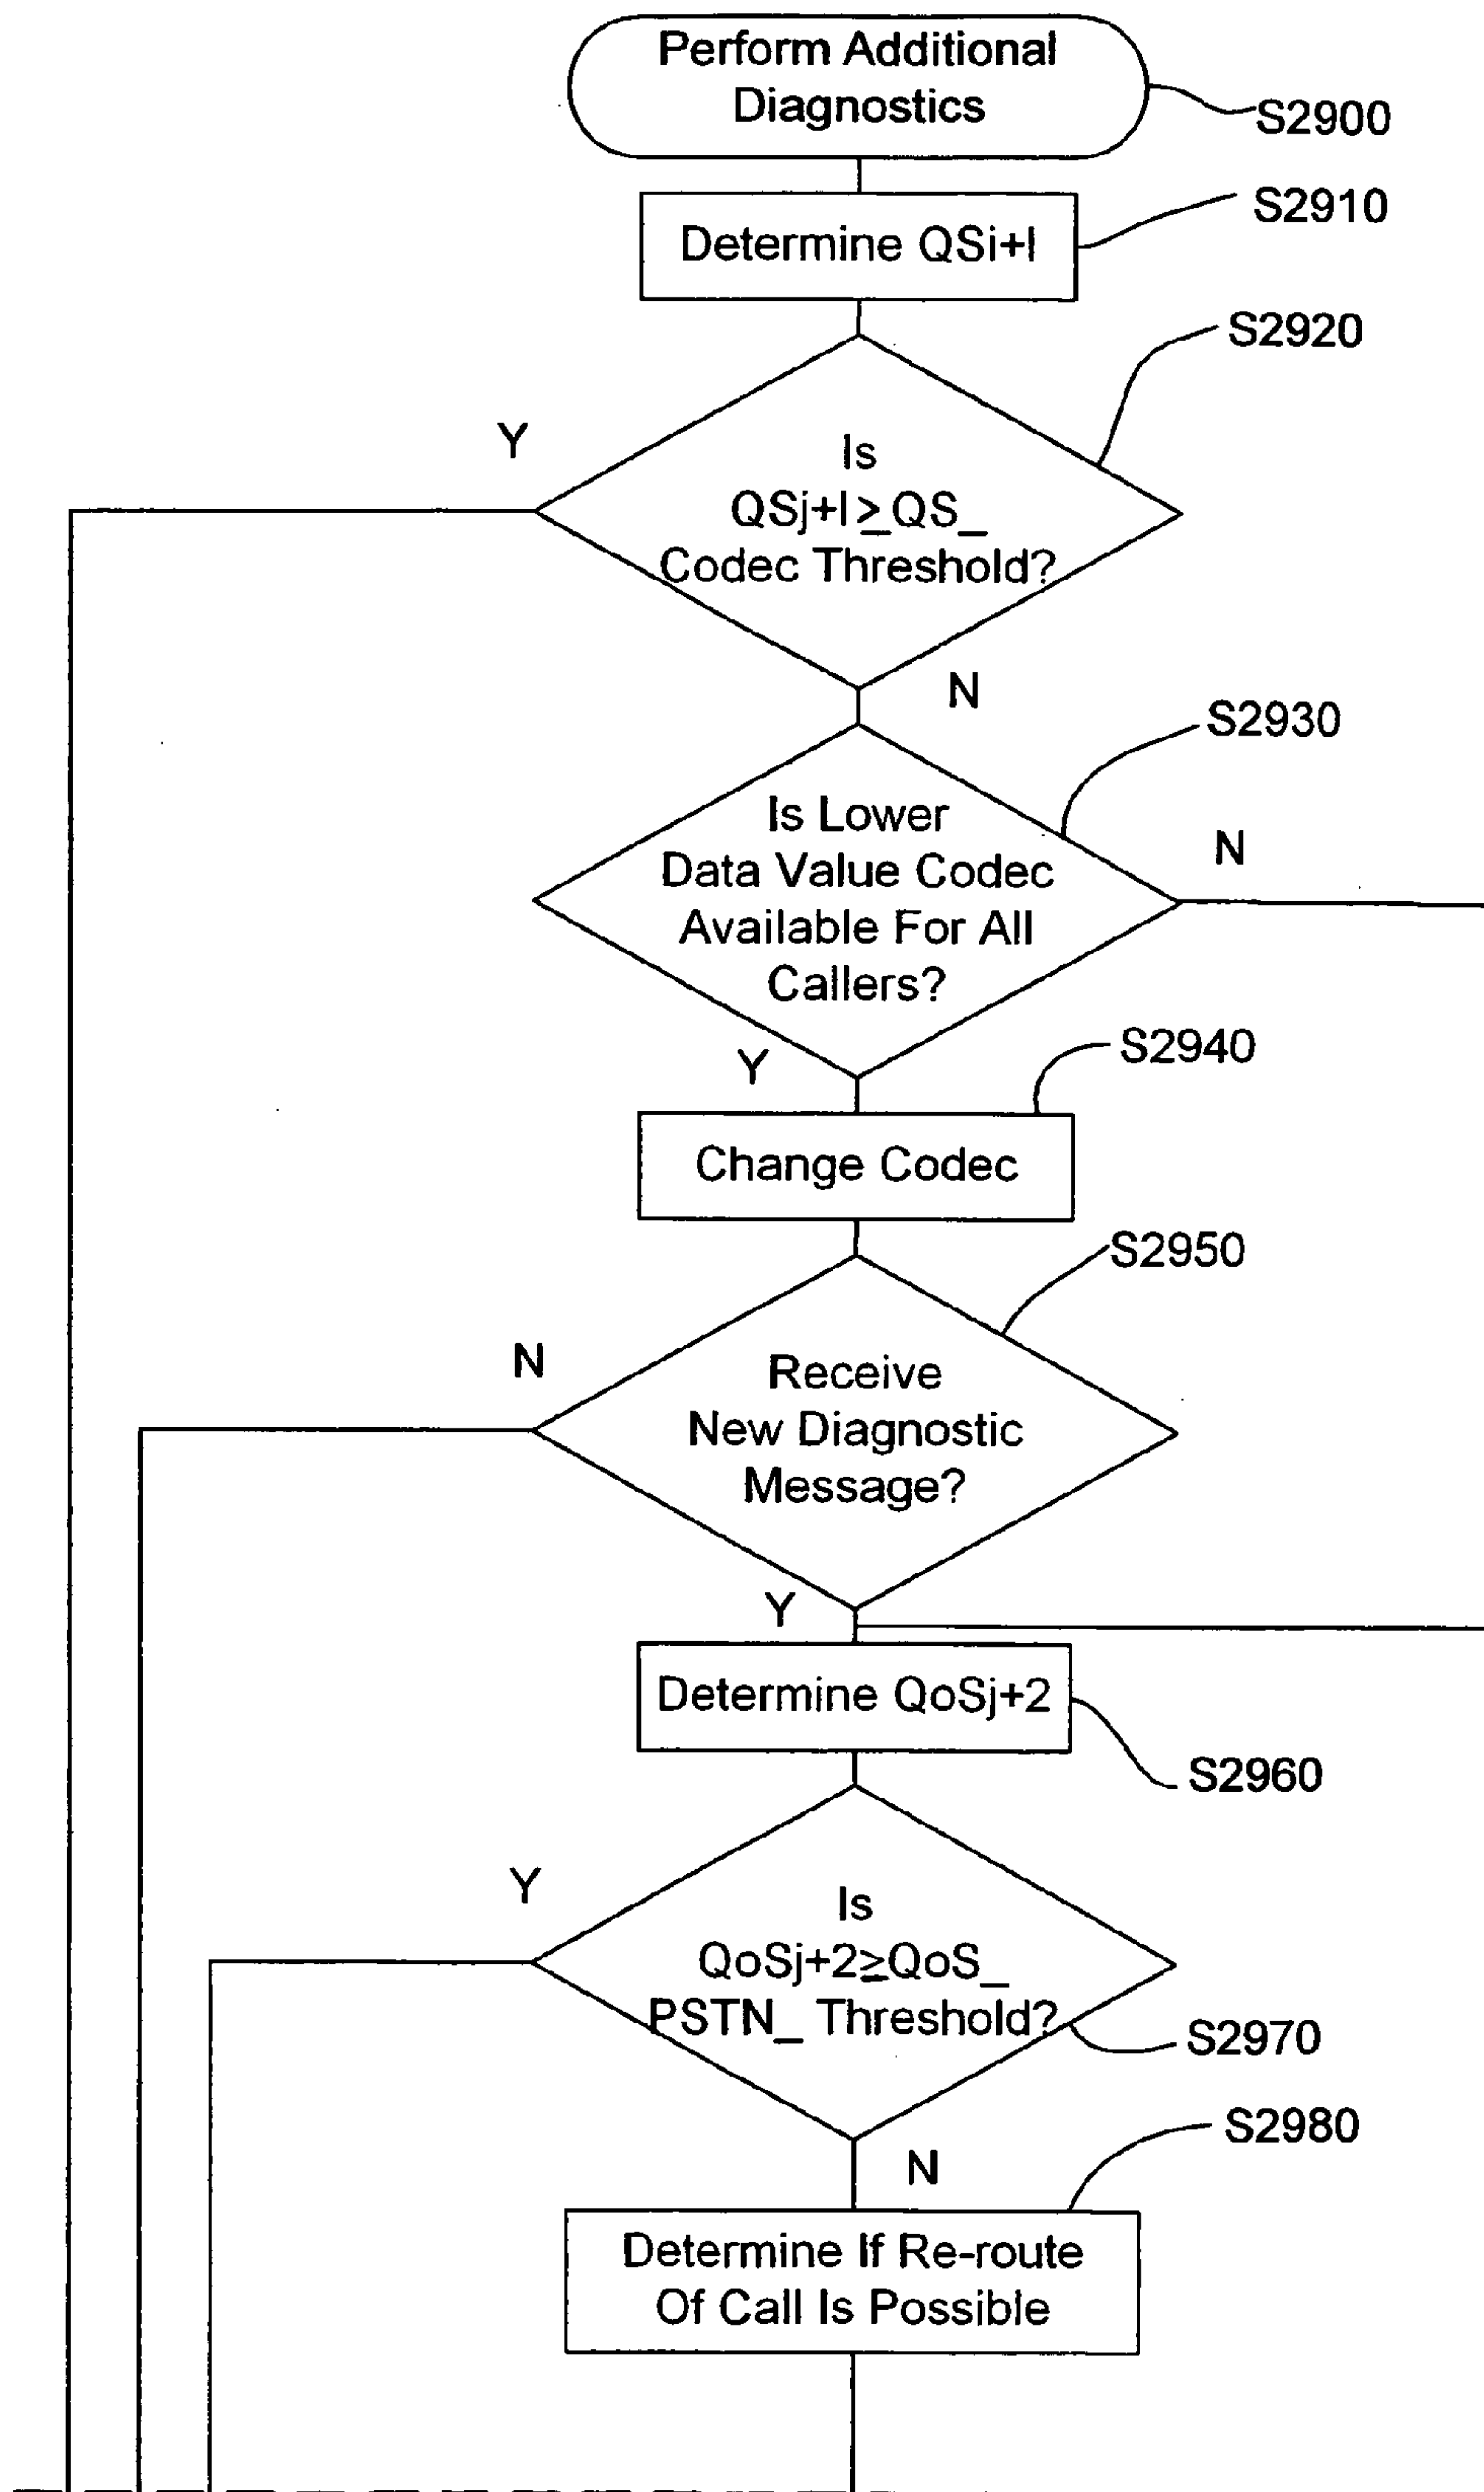 Perform Additional
Diagnostics
S2900
S2910
Determine QSi+l
S2920
Y
Is
QSj+l≥QS_
Codec Threshold?
N
S2930
Is Lower
Data Value Codec
Available For All
Callers?
N
Y
S2940
Change Codec
S2950
N
Receive
New Diagnostic
Message?
Y
Determine QoSj+2
S2960
Y
Is
QoSj+2≥QoS_
PSTN_ Threshold?
S2970
N
S2980
Determine If Re-route
Of Call Is Possible